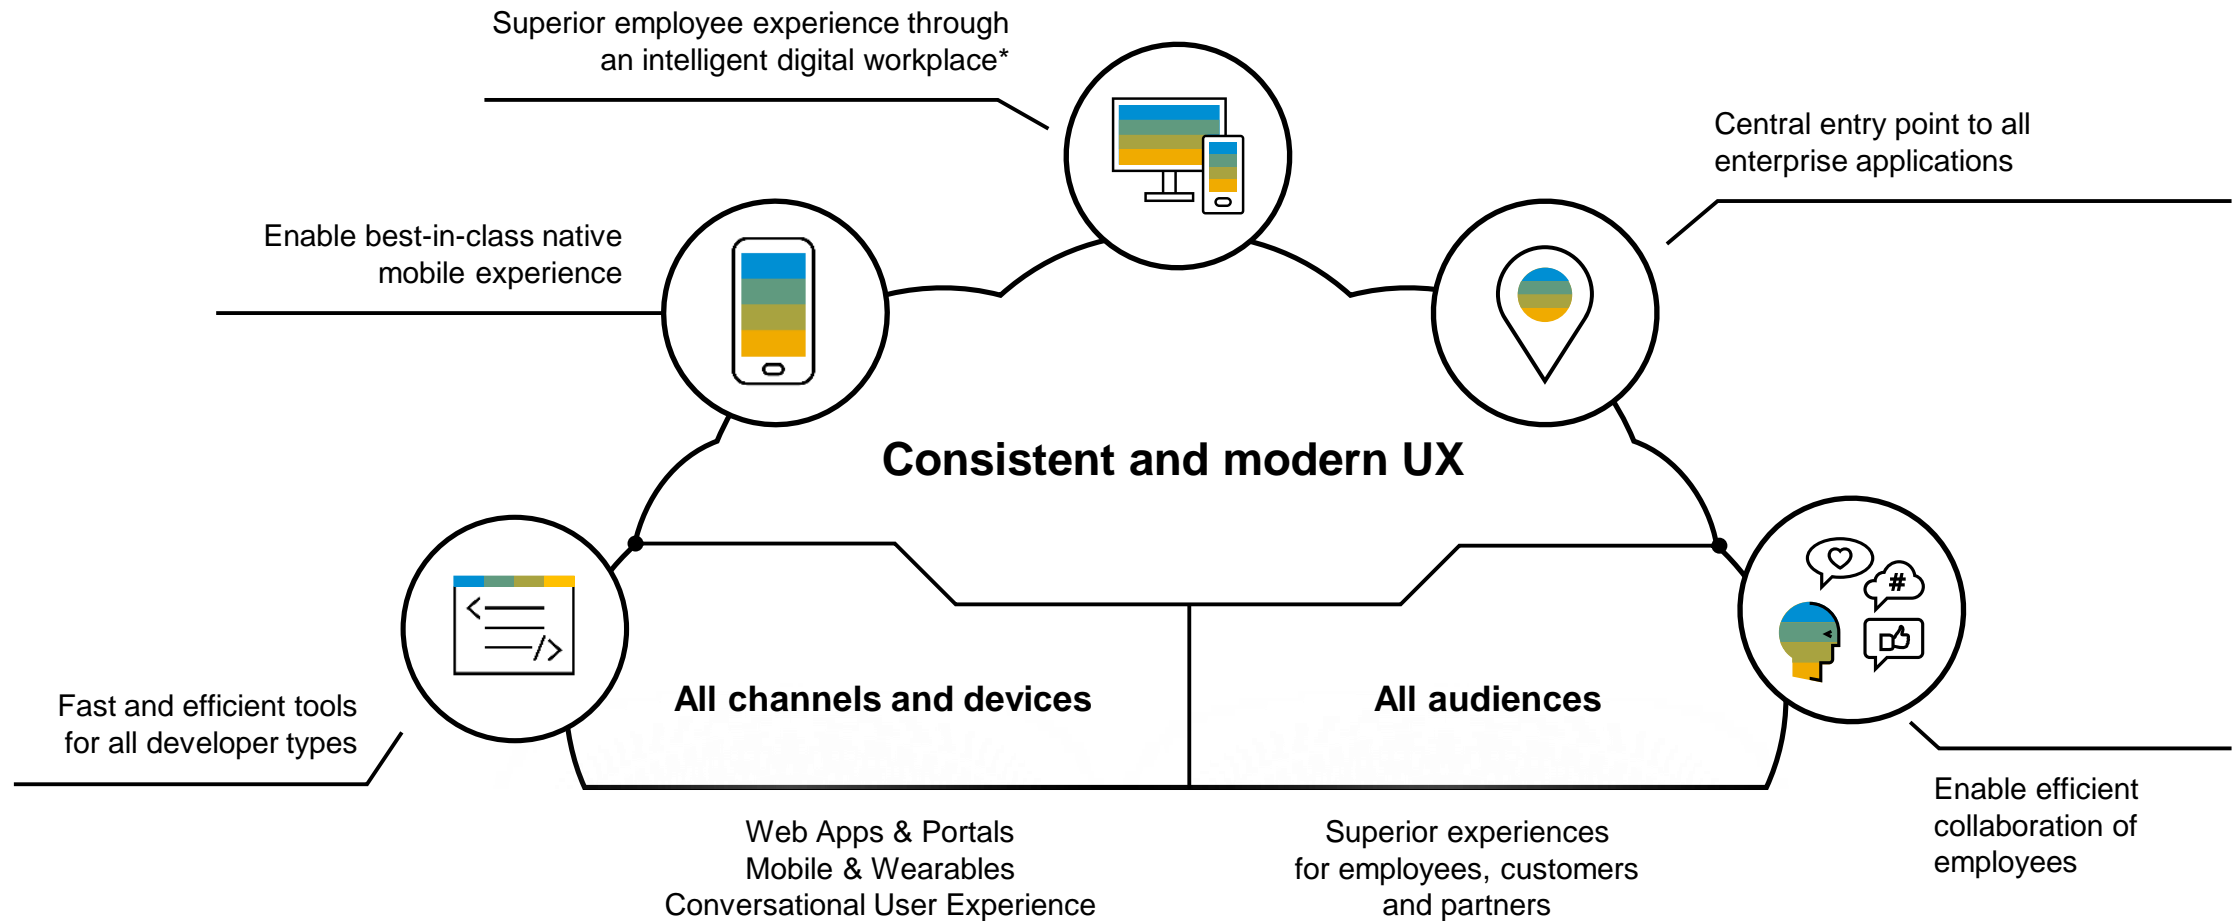 Superior employee experience through
an intelligent digital workplace*
Central entry point to all
enterprise applications
Enable best-in-class native
mobile experience
Consistent and modern UX
#
< 
/>
All channels and devices
All audiences
Fast and efficient tools
for all developer types
Enable efficient
collaboration of
employees
Web Apps & Portals
Mobile & Wearables
Conversational User Experience
Superior experiences
for employees, customers
and partners